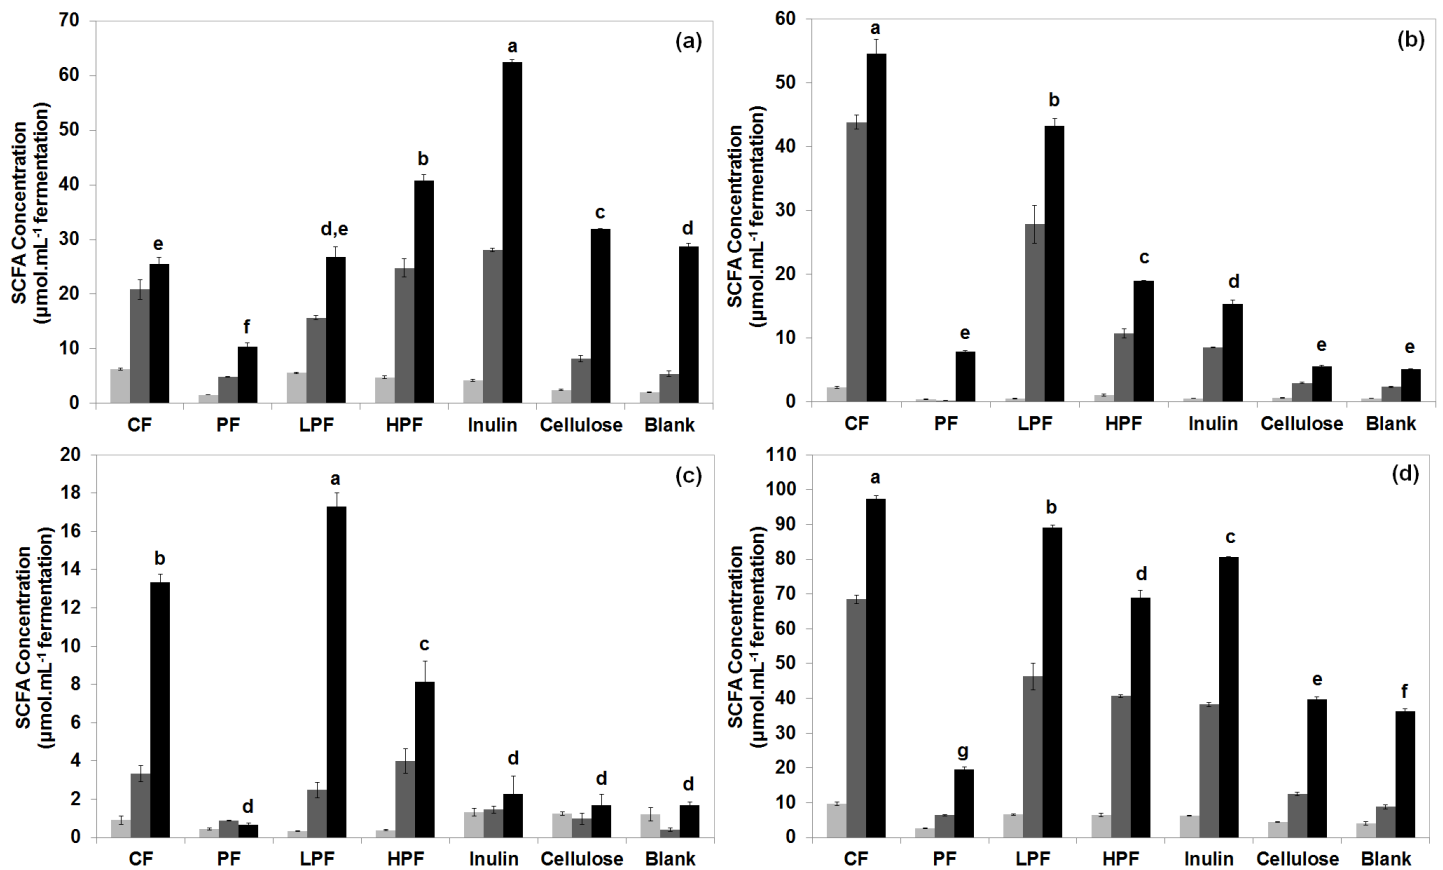 (a)
SCFA Concentration
(µmol.mL-1 fermentation)
70
60
50
40
30
20
10
0
e
f
d,e
b
a
c
d
CF PF LPF HPF Inulin Cellulose Blank
(b)
SCFA Concentration
(µmol.mL-1 fermentation)
60
50
40
30
20
10
0
a
e
b
c
d
e
e
CF PF LPF HPF Inulin Cellulose Blank
(c)
SCFA Concentration
(µmol.mL-1 fermentation)
20
18
16
14
12
10
8
6
4
2
0
b
d
a
c
d
d
d
CF PF LPF HPF Inulin Cellulose Blank
(d)
SCFA Concentration
(µmol.mL-1 fermentation)
110
100
90
80
70
60
50
40
30
20
10
0
a
g
b
d
c
e
f
CF PF LPF HPF Inulin Cellulose Blank